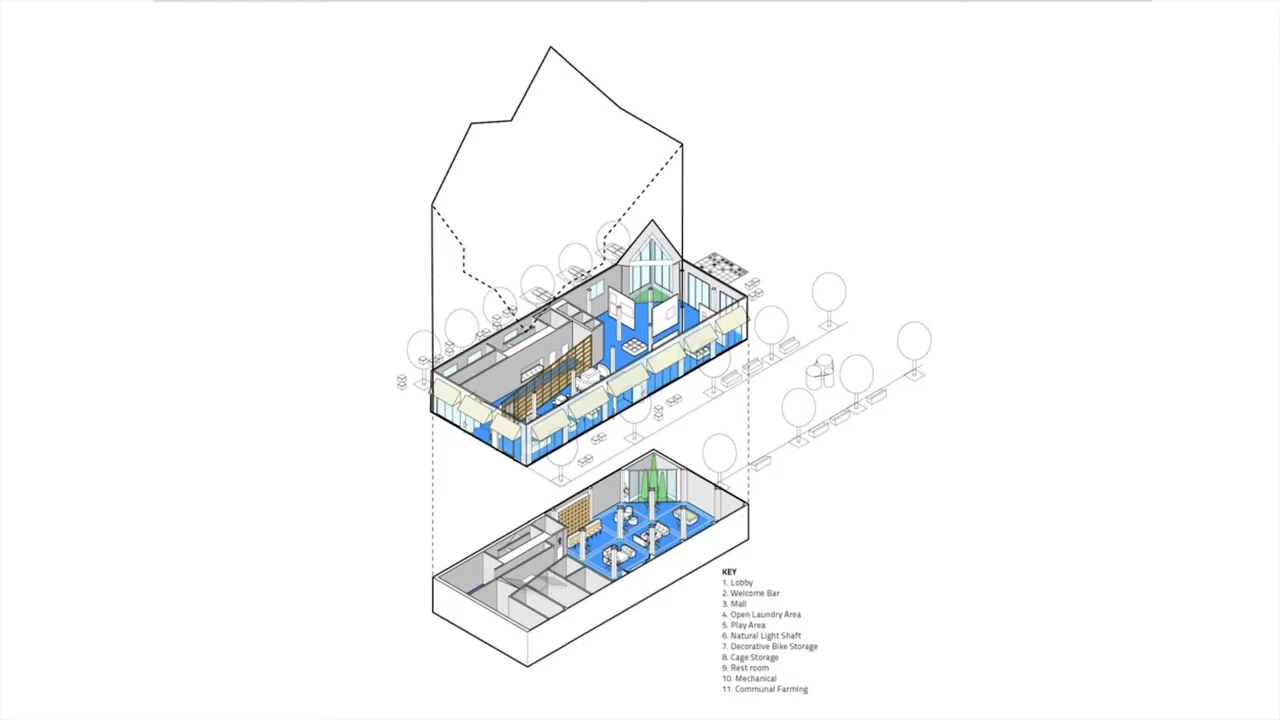 KEY
1. Lobby
2. Welcome Bar
3. Mall
4. Open Laundry Area
5. Play Area
6. Natural Light Shaft
7. Decorative Bike Storage
8. Cage Storage
9. Rest room
10. Mechanical
11. Communal Farming